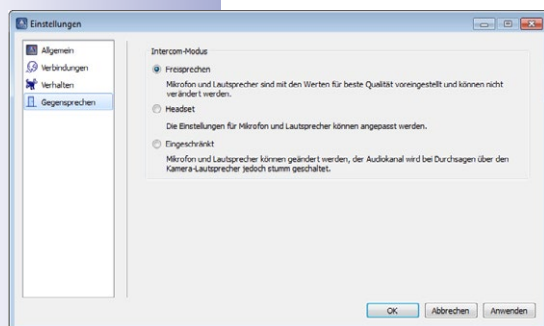 Einstellungen
Allgemein
Verbindungen
Verhalten
Gegensprechen
Intercom-Modus
Freisprechen
Mikrofon und Lautsprecher sind mit den Werten für beste Qualität voreingestellt und können nicht
verändert werden.
Headset
Die Einstellungen für Mikrofon und Lautsprecher können angepasst werden.
Eingeschränkt
Mikrofon und Lautsprecher können geändert werden, der Audiokanal wird bei Durchsagen über den
Kamera-Lautsprecher jedoch stumm geschaltet.
OK
Abbrechen
Anwenden